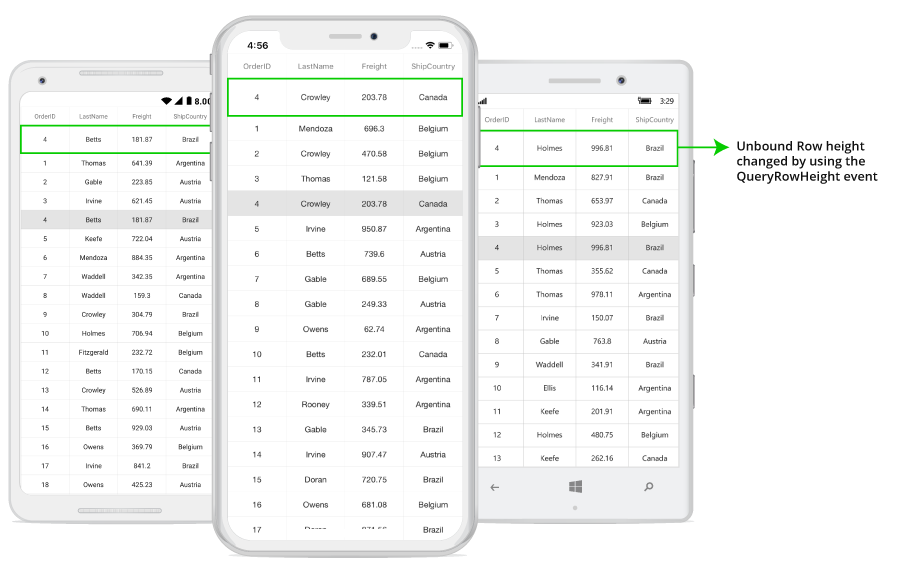 8:00
OrderID LastName Freight ShipCountry
4 Betts 181.87 Brazil
1 Thomas 641.39 Argentina
2 Gable 223.85 Austria
3 Irvine 621.45 Austria
4 Betts 181.87 Brazil
5 Keefe 722.04 Austria
6 Mendoza 884.35 Argentina
7 Waddell 342.35 Argentina
8 Waddell 159.3 Canada
9 Crowley 304.79 Brazil
10 Holmes 706.94 Belgium
11 Fitzgerald 232.72 Belgium
12 Betts 170.15 Canada
13 Crowley 526.89 Austria
14 Thomas 690.11 Argentina
15 Betts 929.03 Austria
16 Owens 369.79 Belgium
17 Irvine 841.2 Brazil
18 Owens 425.23 Austria
4:56
OrderID LastName Freight ShipCountry
4 Crowley 203.78 Canada
1 Mendoza 696.3 Belgium
2 Crowley 470.58 Belgium
3 Thomas 121.58 Belgium
4 Crowley 203.78 Canada
5 Irvine 950.87 Argentina
6 Betts 739.6 Austria
7 Gable 689.55 Belgium
8 Gable 249.33 Austria
9 Owens 62.74 Argentina
10 Betts 232.01 Canada
11 Irvine 787.05 Argentina
12 Rooney 339.51 Argentina
13 Gable 345.73 Brazil
14 Irvine 907.47 Austria
15 Doran 720.75 Brazil
16 Owens 681.08 Belgium
17 Brazil
3:29
OrderID LastName Freight ShipCountry
4 Holmes 996.81 Brazil
1 Mendoza 827.91 Brazil
2 Thomas 653.97 Canada
3 Holmes 923.03 Belgium
4 Holmes 996.81 Brazil
5 Thomas 355.62 Canada
6 Thomas 978.11 Argentina
7 Irvine 150.07 Brazil
8 Gable 763.8 Austria
9 Waddell 341.91 Brazil
10 Ellis 116.14 Argentina
11 Keefe 201.91 Argentina
12 Holmes 480.75 Belgium
13 Keefe 262.16 Canada
Unbound Row height
changed by using the
QueryRowHeight event